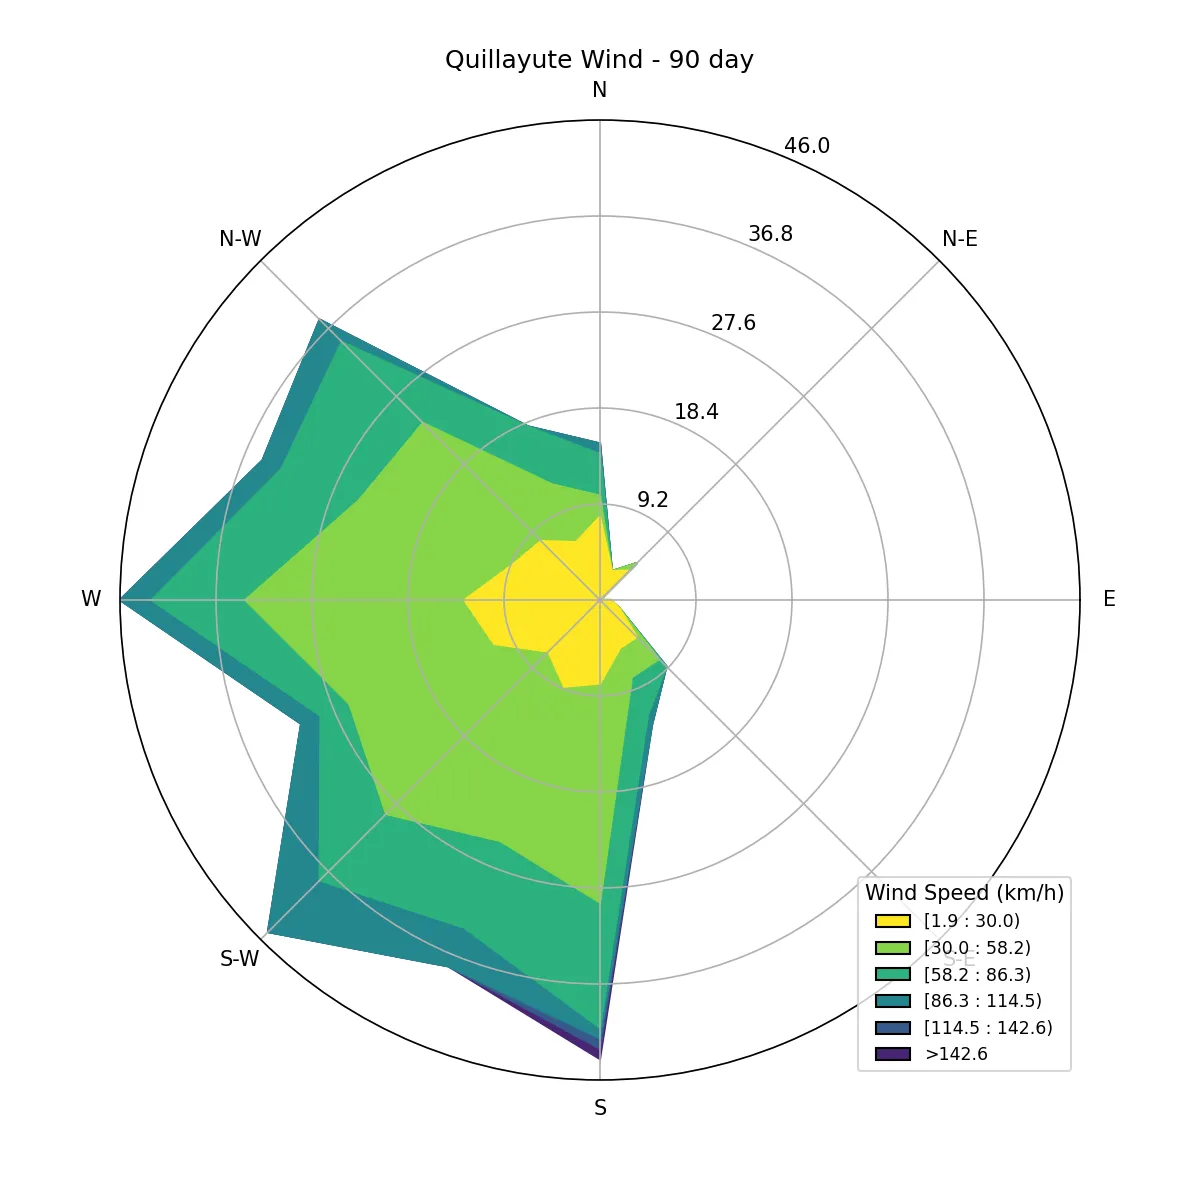 Quillayute Wind - 90 day
N
46.0
N-W
36.8
N-E
27.6
18.4
9.2
W
E
S-W
S-E
S
Wind Speed (km/h)
[1.9 : 30.0)
[30.0 : 58.2)
[58.2 : 86.3)
[86.3 : 114.5)
[114.5 : 142.6)
>142.6